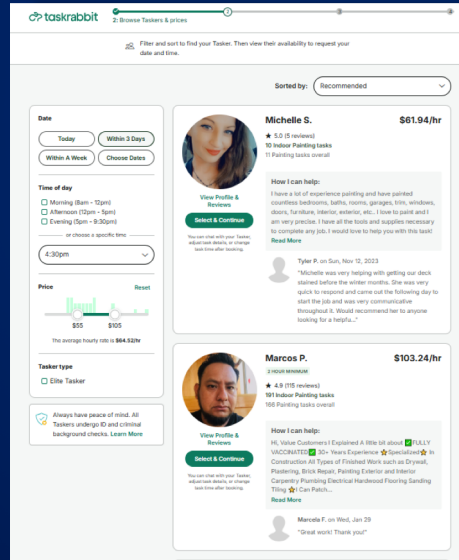 taskrabbit
2: Browse Taskers & prices
Filter and sort to find your Tasker. Then view their availability to request your
date and time.
Sorted by:
Recommended
Date
Today
Within 3 Days
Within A Week
Choose Dates
Time of day
Morning (8am - 12pm)
Afternoon (12pm - 5pm)
Evening (5pm - 9:30pm)
or choose a specific time
4:30pm
Price
Reset
$55
$105
The average hourly rate is $64.52/hr
Tasker type
Elite Tasker
Always have peace of mind. All
Taskers undergo ID and criminal
background checks. Learn More
Michelle S.
$61.94/hr
★ 5.0 (5 reviews)
10 Indoor Painting tasks
11 Painting tasks overall
View Profile &
Reviews
Select & Continue
You can chat with your Tasker,
adjust task details, or change
task time after booking.
How I can help:
I have a lot of experience painting and have painted
countless bedrooms, baths, rooms, garages, trim, windows,
doors, furniture, interior, exterior, etc.. I love to paint and I
am very precise. I have all the tools and supplies necessary
to complete any job. I would love to help you with this task!
Read More
Tyler P. on Sun, Nov 12, 2023
"Michelle was very helping with getting our deck
stained before the winter months. She was very
quick to respond and came out the following day to
start the job and was very communicative
throughout it. Would recommend her to anyone
looking for a helpfu..."
Marcos P.
$103.24/hr
2 HOUR MINIMUM
★ 4.9 (115 reviews)
191 Indoor Painting tasks
166 Painting tasks overall
View Profile &
Reviews
Select & Continue
You can chat with your Tasker,
adjust task details, or change
task time after booking.
How I can help:
Hi, Value Customers I Explained A little bit about ✅FULLY
VACCINATED✅ 30+ Years Experience ⭐Specialized⭐ In
Construction All Types of Finished Work such as Drywall,
Plastering, Brick Repair, Painting Exterior and Interior
Carpentry Plumbing Electrical Hardwood Flooring Sanding
Tiling ⭐I Can Patch...
Read More
Marcela F. on Wed, Jan 29
"Great work! Thank you!"